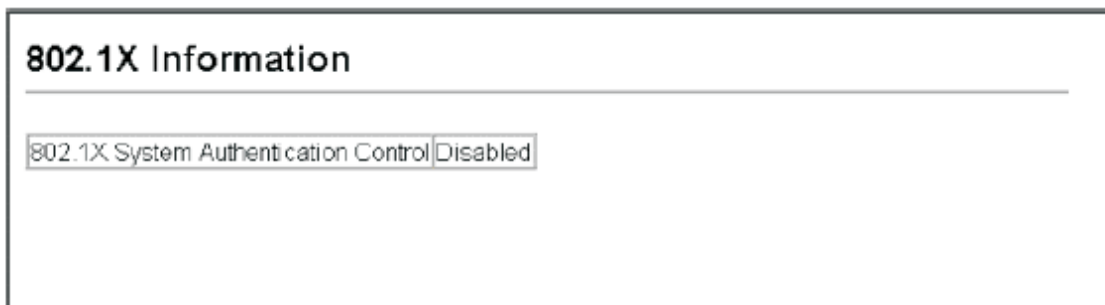 802.1X Information
802.1X System Authentication Control Disabled